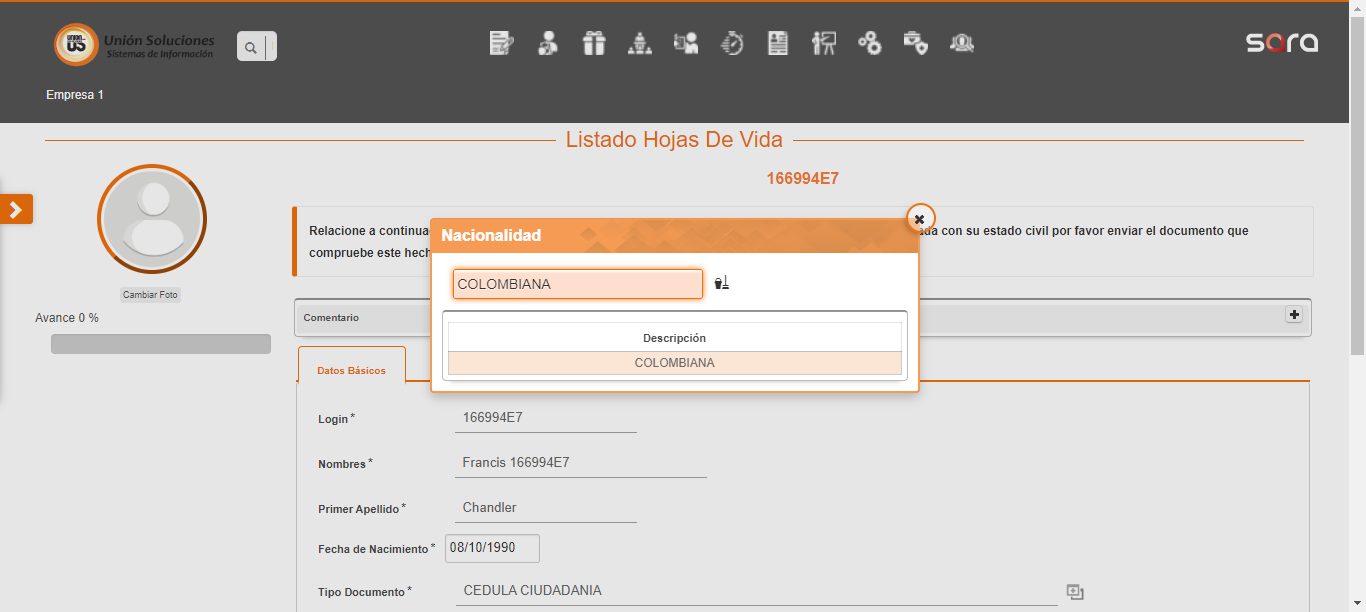 UNION
US
Unión Soluciones
Sistemas de Información
sara
Empresa 1
Listado Hojas De Vida
166994E7
Relacione a continua
da con su estado civil por favor enviar el documento que
compruebe este hech
Nacionalidad
COLOMBIANA
Descripción
COLOMBIANA
Cambiar Foto
Avance 0 %
Comentario
Datos Básicos
Login* 166994E7
Nombres* Francis 166994E7
Primer Apellido* Chandler
Fecha de Nacimiento* 08/10/1990
Tipo Documento* CEDULA CIUDADANIA